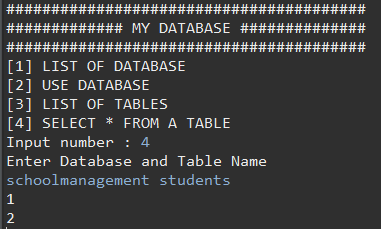 ########################################
############# MY DATABASE ##############
########################################
[1] LIST OF DATABASE
[2] USE DATABASE
[3] LIST OF TABLES
[4] SELECT * FROM A TABLE
Input number : 4
Enter Database and Table Name
schoolmanagement students
1
2